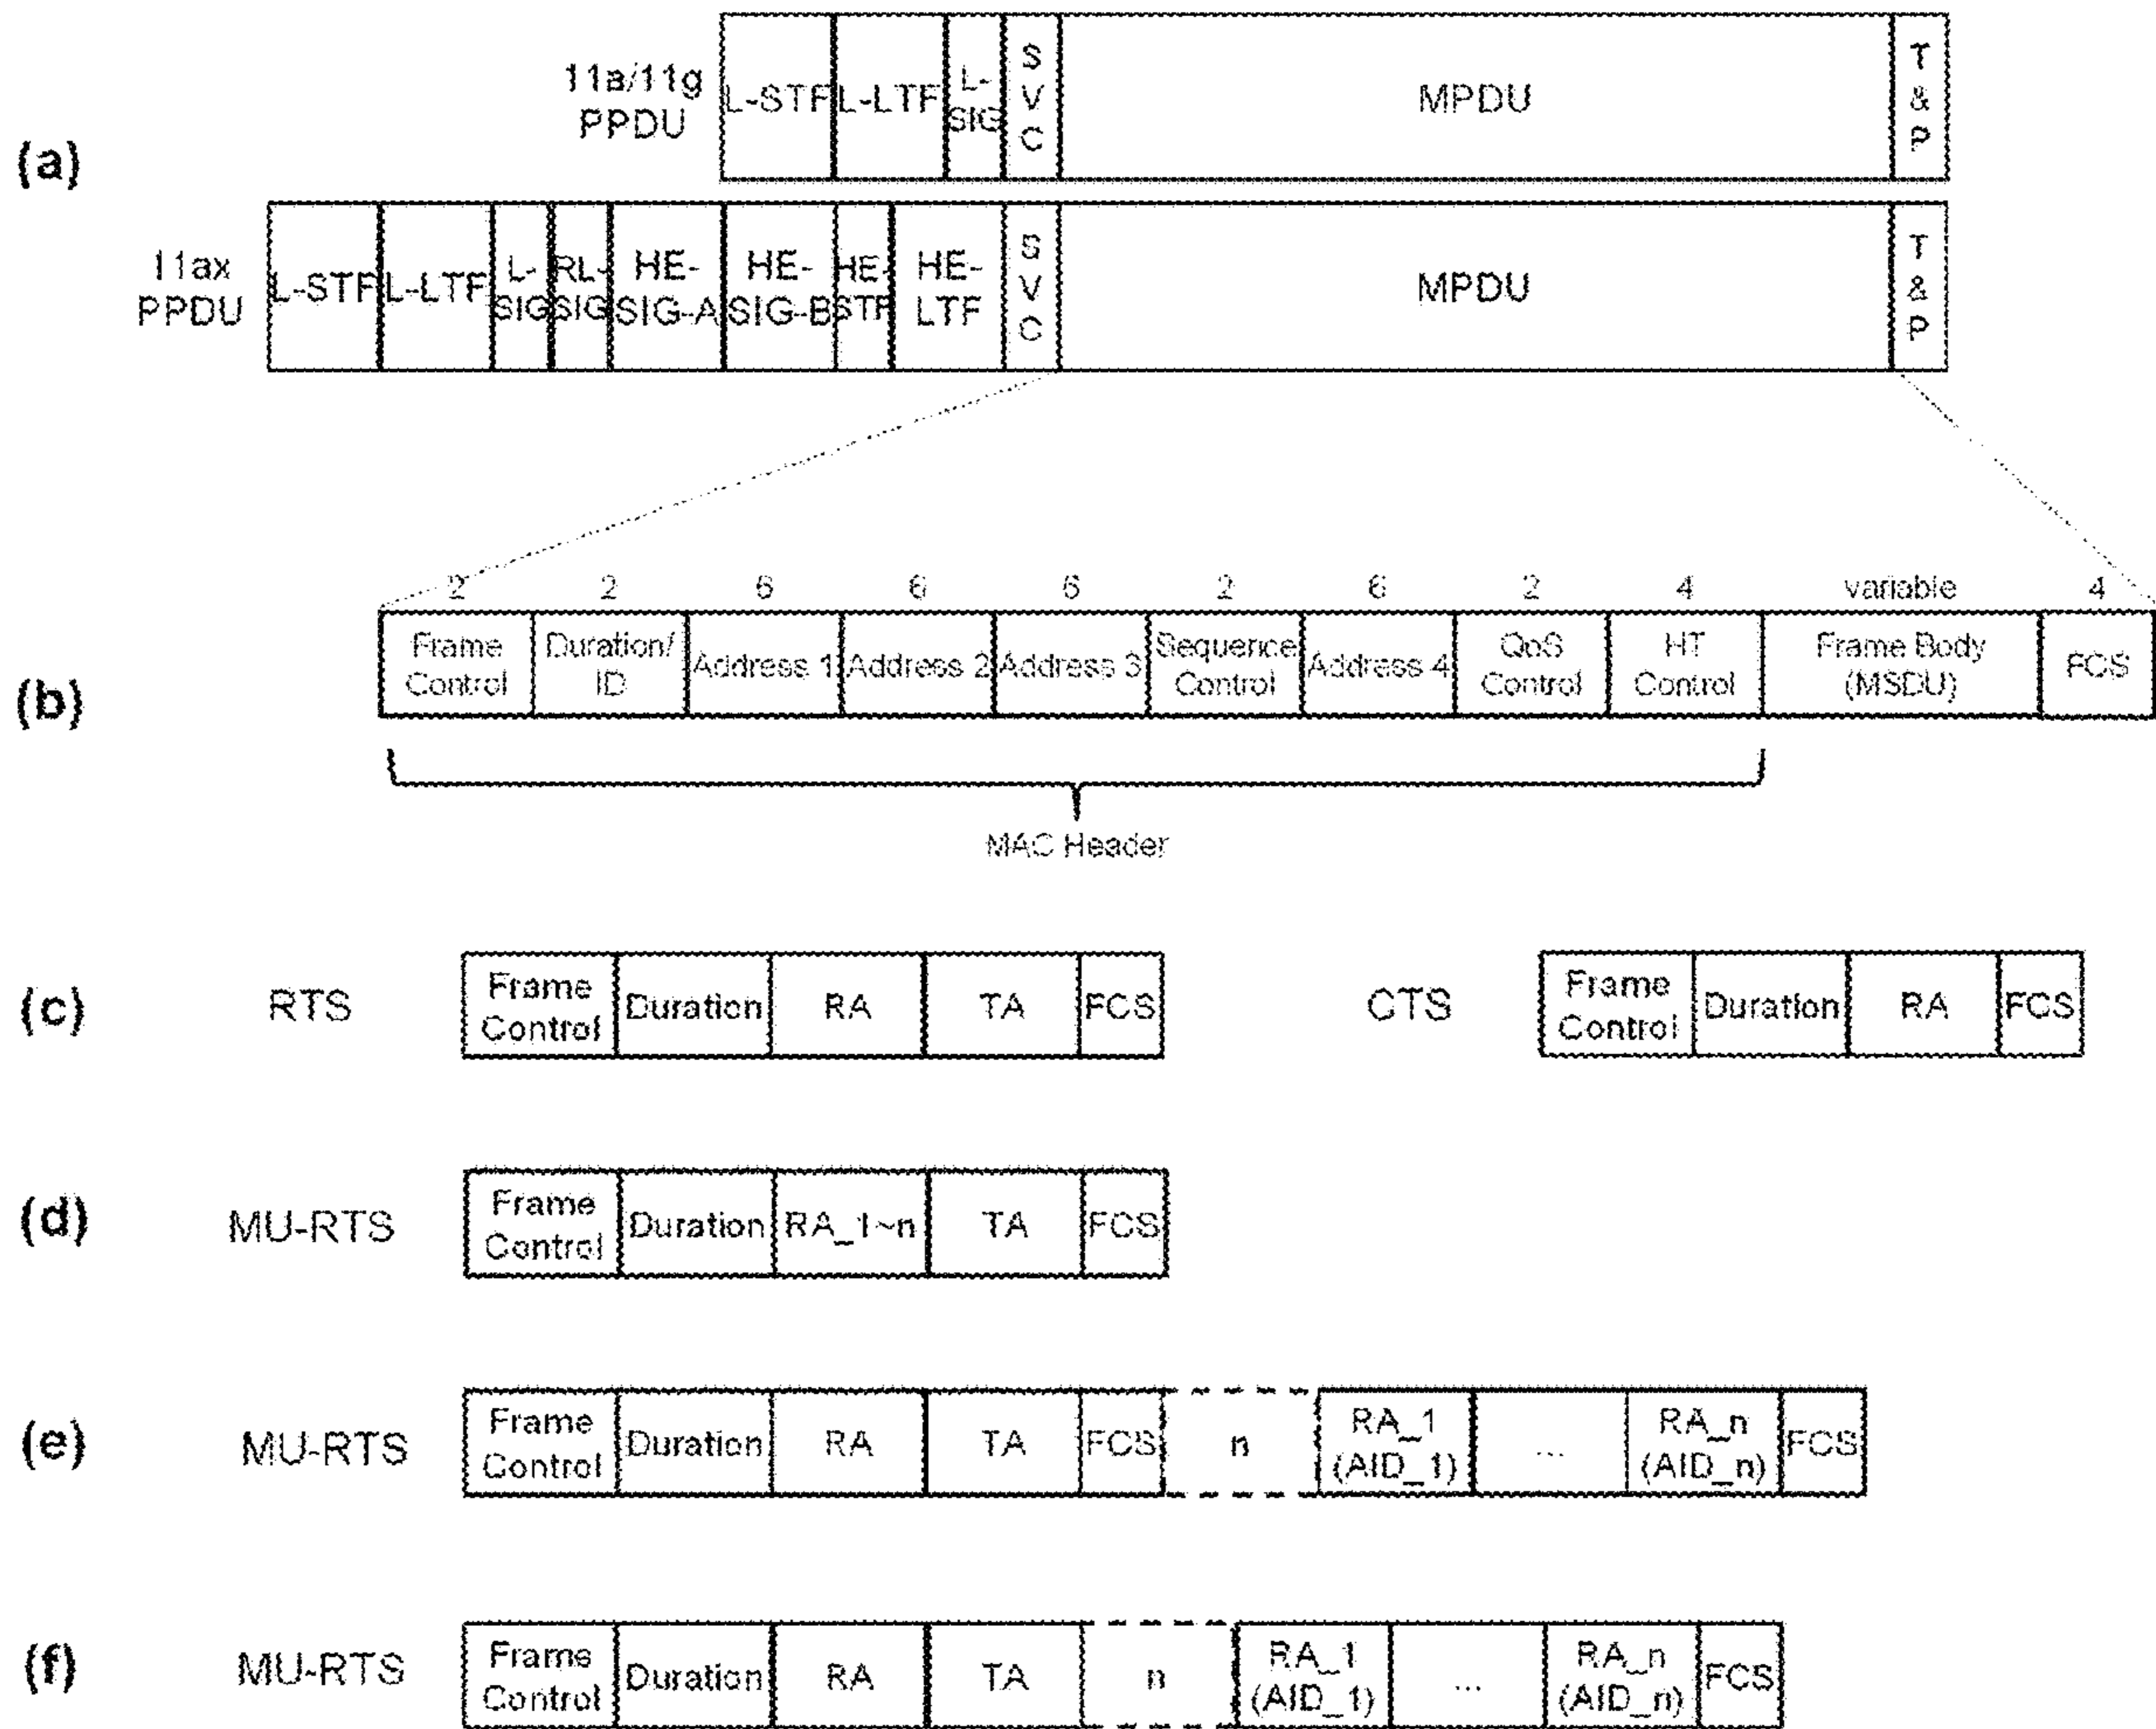 (a)
11a/11g PPDU
L-STF L-LTF L-SIG SVC MPDU T&P
11ax PPDU
L-STF L-LTF L-SIG RL-SIG HE-SIG-A HE-SIG-B HE-STF HE-LTF SVC MPDU T&P
(b)
2 2 6 6 6 2 6 2 4 variable 4
Frame Control Duration/ID Address 1 Address 2 Address 3 Sequence Control Address 4 QoS Control HT Control Frame Body (MSDU) FCS
MAC Header
(c)
RTS Frame Control Duration RA TA FCS
CTS Frame Control Duration RA FCS
(d)
MU-RTS Frame Control Duration RA_1~n TA FCS
(e)
MU-RTS Frame Control Duration RA TA FCS n RA_1 (AID_1) ... RA_n (AID_n) FCS
(f)
MU-RTS Frame Control Duration RA TA n RA_1 (AID_1) ... RA_n (AID_n) FCS